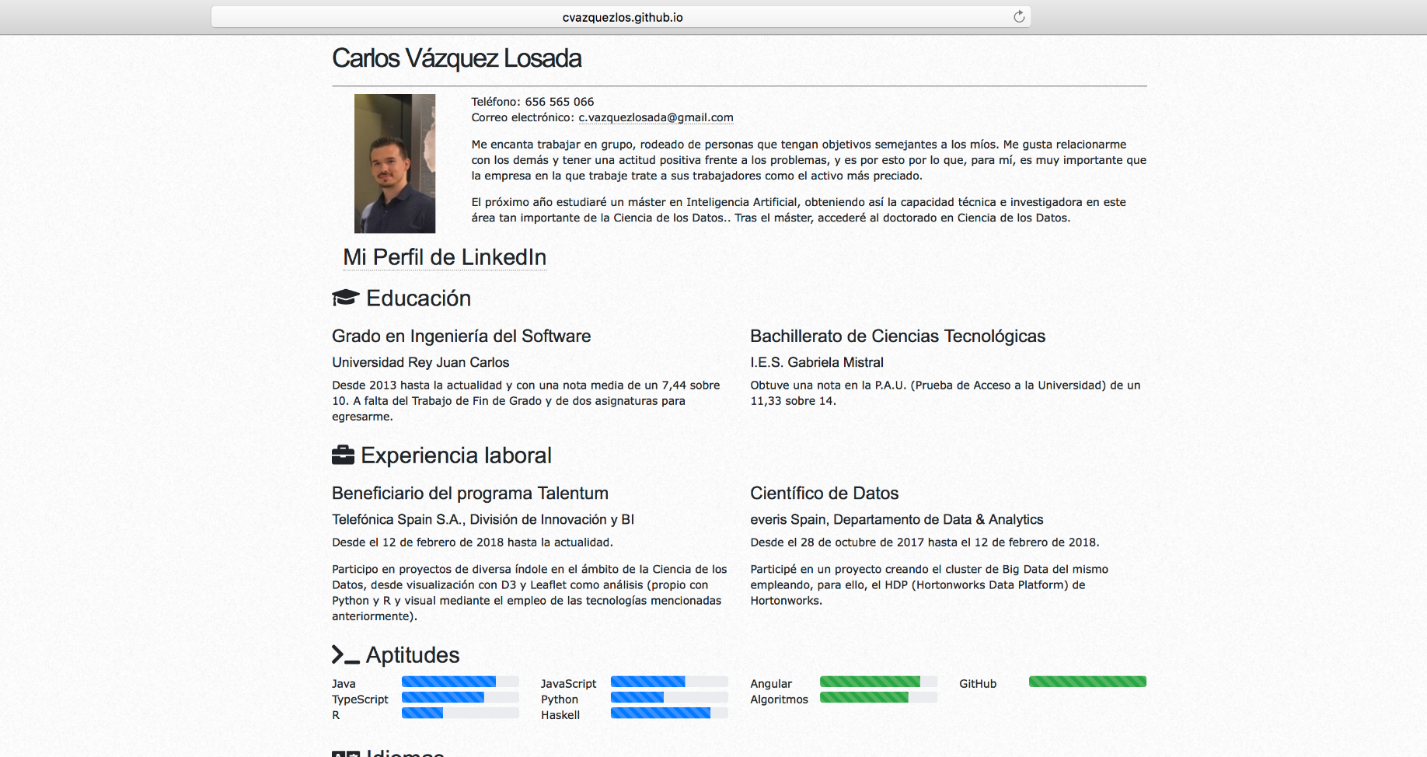 cvazquezlos.github.io
Carlos Vázquez Losada
Teléfono: 656 565 066
Correo electrónico: c.vazquezlosada@gmail.com
Me encanta trabajar en grupo, rodeado de personas que tengan objetivos semejantes a los míos. Me gusta relacionarme
con los demás y tener una actitud positiva frente a los problemas, y es por esto por lo que, para mí, es muy importante que
la empresa en la que trabaje trate a sus trabajadores como el activo más preciado.
El próximo año estudiaré un máster en Inteligencia Artificial, obteniendo así la capacidad técnica e investigadora en este
área tan importante de la Ciencia de los Datos.. Tras el máster, accederé al doctorado en Ciencia de los Datos.
Mi Perfil de LinkedIn
Educación
Grado en Ingeniería del Software
Universidad Rey Juan Carlos
Desde 2013 hasta la actualidad y con una nota media de un 7,44 sobre
10. A falta del Trabajo de Fin de Grado y de dos asignaturas para
egresarme.
Bachillerato de Ciencias Tecnológicas
I.E.S. Gabriela Mistral
Obtuve una nota en la P.A.U. (Prueba de Acceso a la Universidad) de un
11,33 sobre 14.
Experiencia laboral
Beneficiario del programa Talentum
Telefónica Spain S.A., División de Innovación y BI
Desde el 12 de febrero de 2018 hasta la actualidad.
Participo en proyectos de diversa índole en el ámbito de la Ciencia de los
Datos, desde visualización con D3 y Leaflet como análisis (propio con
Python y R y visual mediante el empleo de las tecnologías mencionadas
anteriormente).
Científico de Datos
everis Spain, Departamento de Data & Analytics
Desde el 28 de octubre de 2017 hasta el 12 de febrero de 2018.
Participé en un proyecto creando el cluster de Big Data del mismo
empleando, para ello, el HDP (Hortonworks Data Platform) de
Hortonworks.
Aptitudes
Java
TypeScript
R
JavaScript
Python
Haskell
Angular
Algoritmos
GitHub
Idiomas